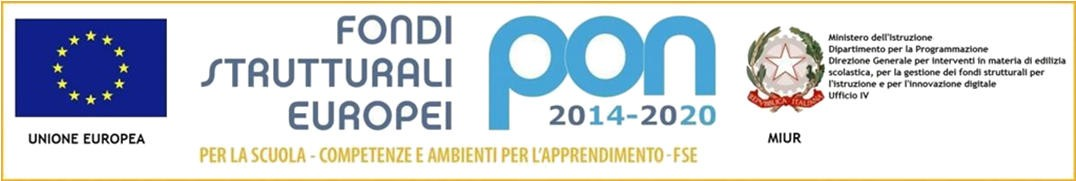 UNIONE EUROPEA
FONDI
STRUTTURALI
EUROPEI
pon
2014-2020
PER LA SCUOLA - COMPETENZE E AMBIENTI PER L'APPRENDIMENTO-FSE
REPVBBLICA ITALIANA
MIUR
Ministero dell'Istruzione
Dipartimento per la Programmazione
Direzione Generale per interventi in materia di edilizia
scolastica, per la gestione dei fondi strutturali per
l'istruzione e per l'innovazione digitale
Ufficio IV